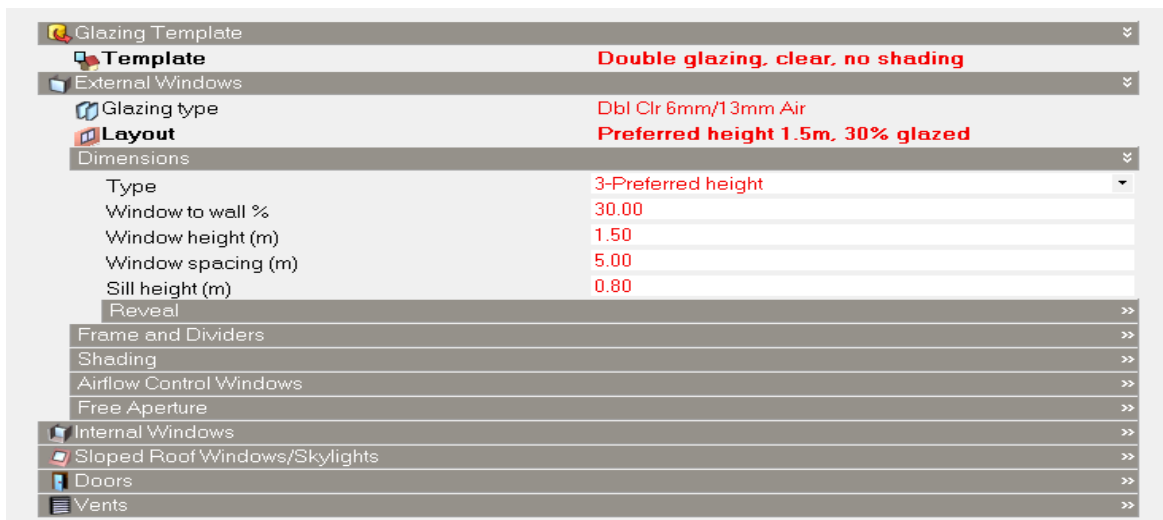 Glazing Template
Template Double glazing, clear, no shading
External Windows
Glazing type Dbl Clr 6mm/13mm Air
Layout Preferred height 1.5m, 30% glazed
Dimensions
Type 3-Preferred height
Window to wall % 30.00
Window height (m) 1.50
Window spacing (m) 5.00
Sill height (m) 0.80
Reveal
Frame and Dividers
Shading
Airflow Control Windows
Free Aperture
Internal Windows
Sloped Roof Windows/Skylights
Doors
Vents